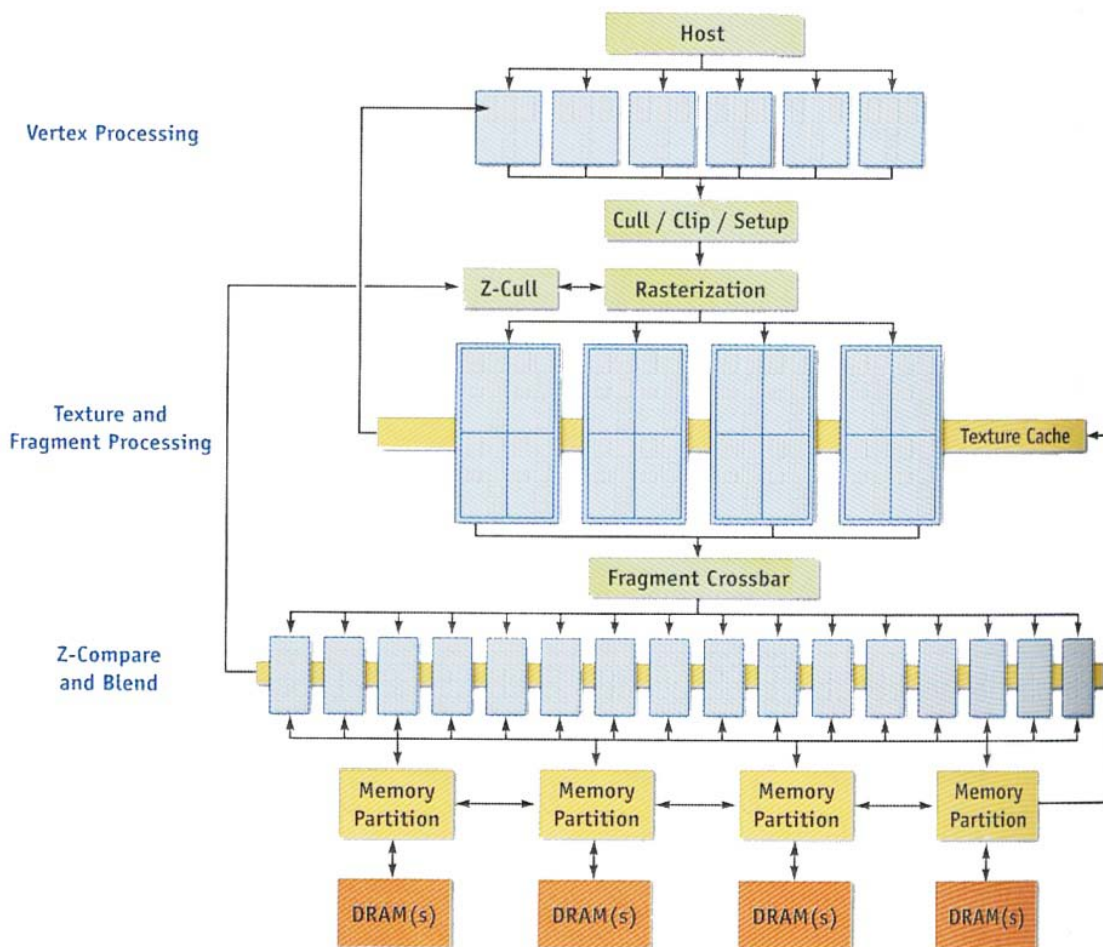 Host
Vertex Processing
Cull / Clip / Setup
Z-Cull
Rasterization
Texture and
Fragment Processing
Texture Cache
Fragment Crossbar
Z-Compare
and Blend
Memory
Partition
Memory
Partition
Memory
Partition
Memory
Partition
DRAM(s)
DRAM(s)
DRAM(s)
DRAM(s)